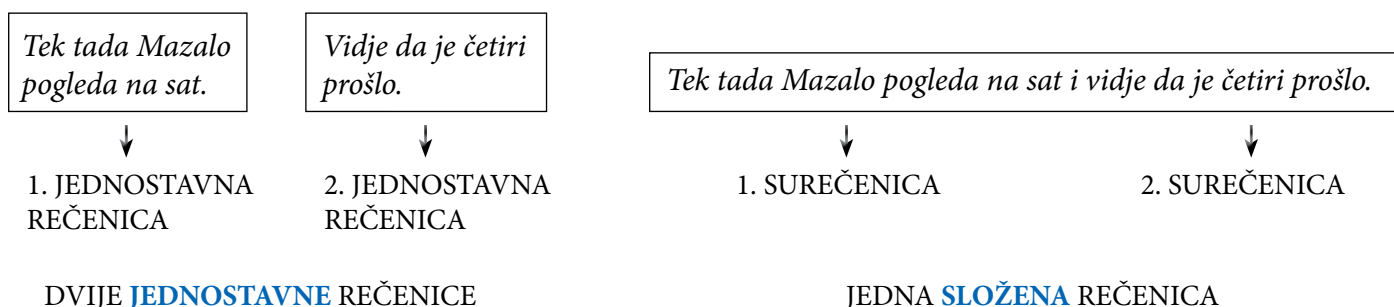 Tek tada Mazalo
pogleda na sat.
Vidje da je četiri
prošlo.
Tek tada Mazalo pogleda na sat i vidje da je četiri prošlo.
1. JEDNOSTAVNA
REČENICA
2. JEDNOSTAVNA
REČENICA
1. SUREČENICA
2. SUREČENICA
DVIJE JEDNOSTAVNE REČENICE
JEDNA SLOŽENA REČENICA